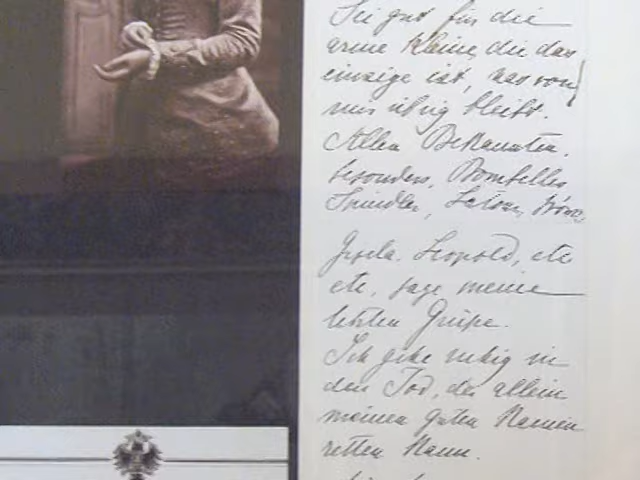 Sie gut für die
arme Kleine, die das
einzige ist, was von
mir übrig bleibt.
Allen Bekannten,
besonders, Bombelles
Spindler, Latour, Wowo,
Gisela. Leopold, etc
etc, sage meine
letzten Grüße.
Ich gehe ruhig in
den Tod, der allein
meinen guten Namen
retten kann.